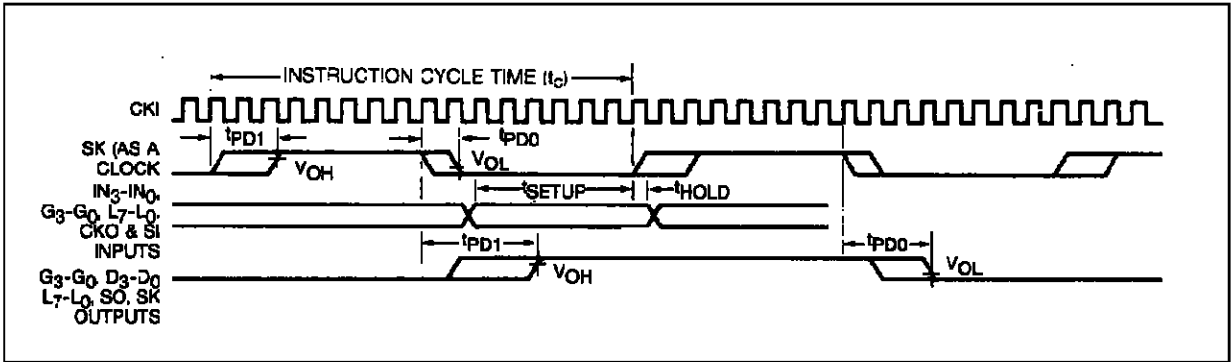 INSTRUCTION CYCLE TIME (tC)
CKI
tPD1
tPD0
SK (AS A
CLOCK
VOH
VOL
IN3-IN0,
G3-G0, L7-L0,
CKO & SI
INPUTS
tSETUP
tHOLD
tPD1
tPD0
G3-G0, D3-D0
L7-L0, SO, SK
OUTPUTS
VOH
VOL